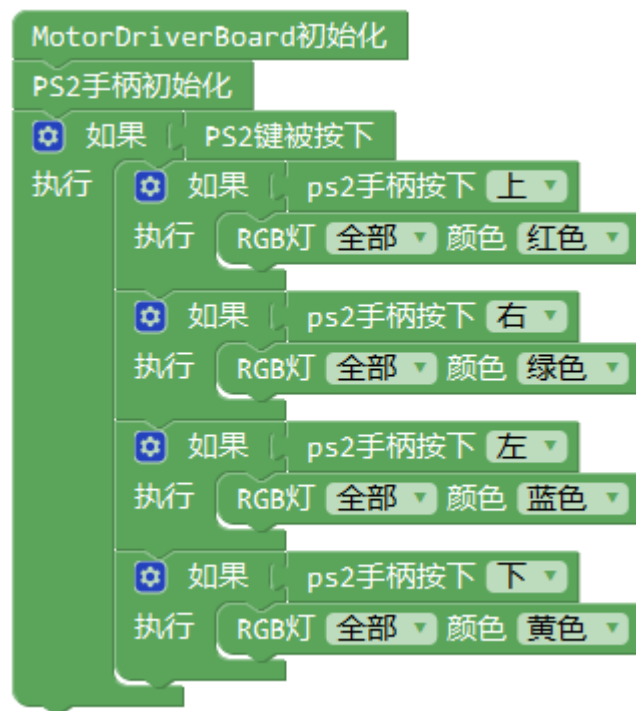 MotorDriverBoard初始化
PS2手柄初始化
如果 PS2键被按下
执行 如果 ps2手柄按下 上
执行 RGB灯 全部 颜色 红色
如果 ps2手柄按下 右
执行 RGB灯 全部 颜色 绿色
如果 ps2手柄按下 左
执行 RGB灯 全部 颜色 蓝色
如果 ps2手柄按下 下
执行 RGB灯 全部 颜色 黄色